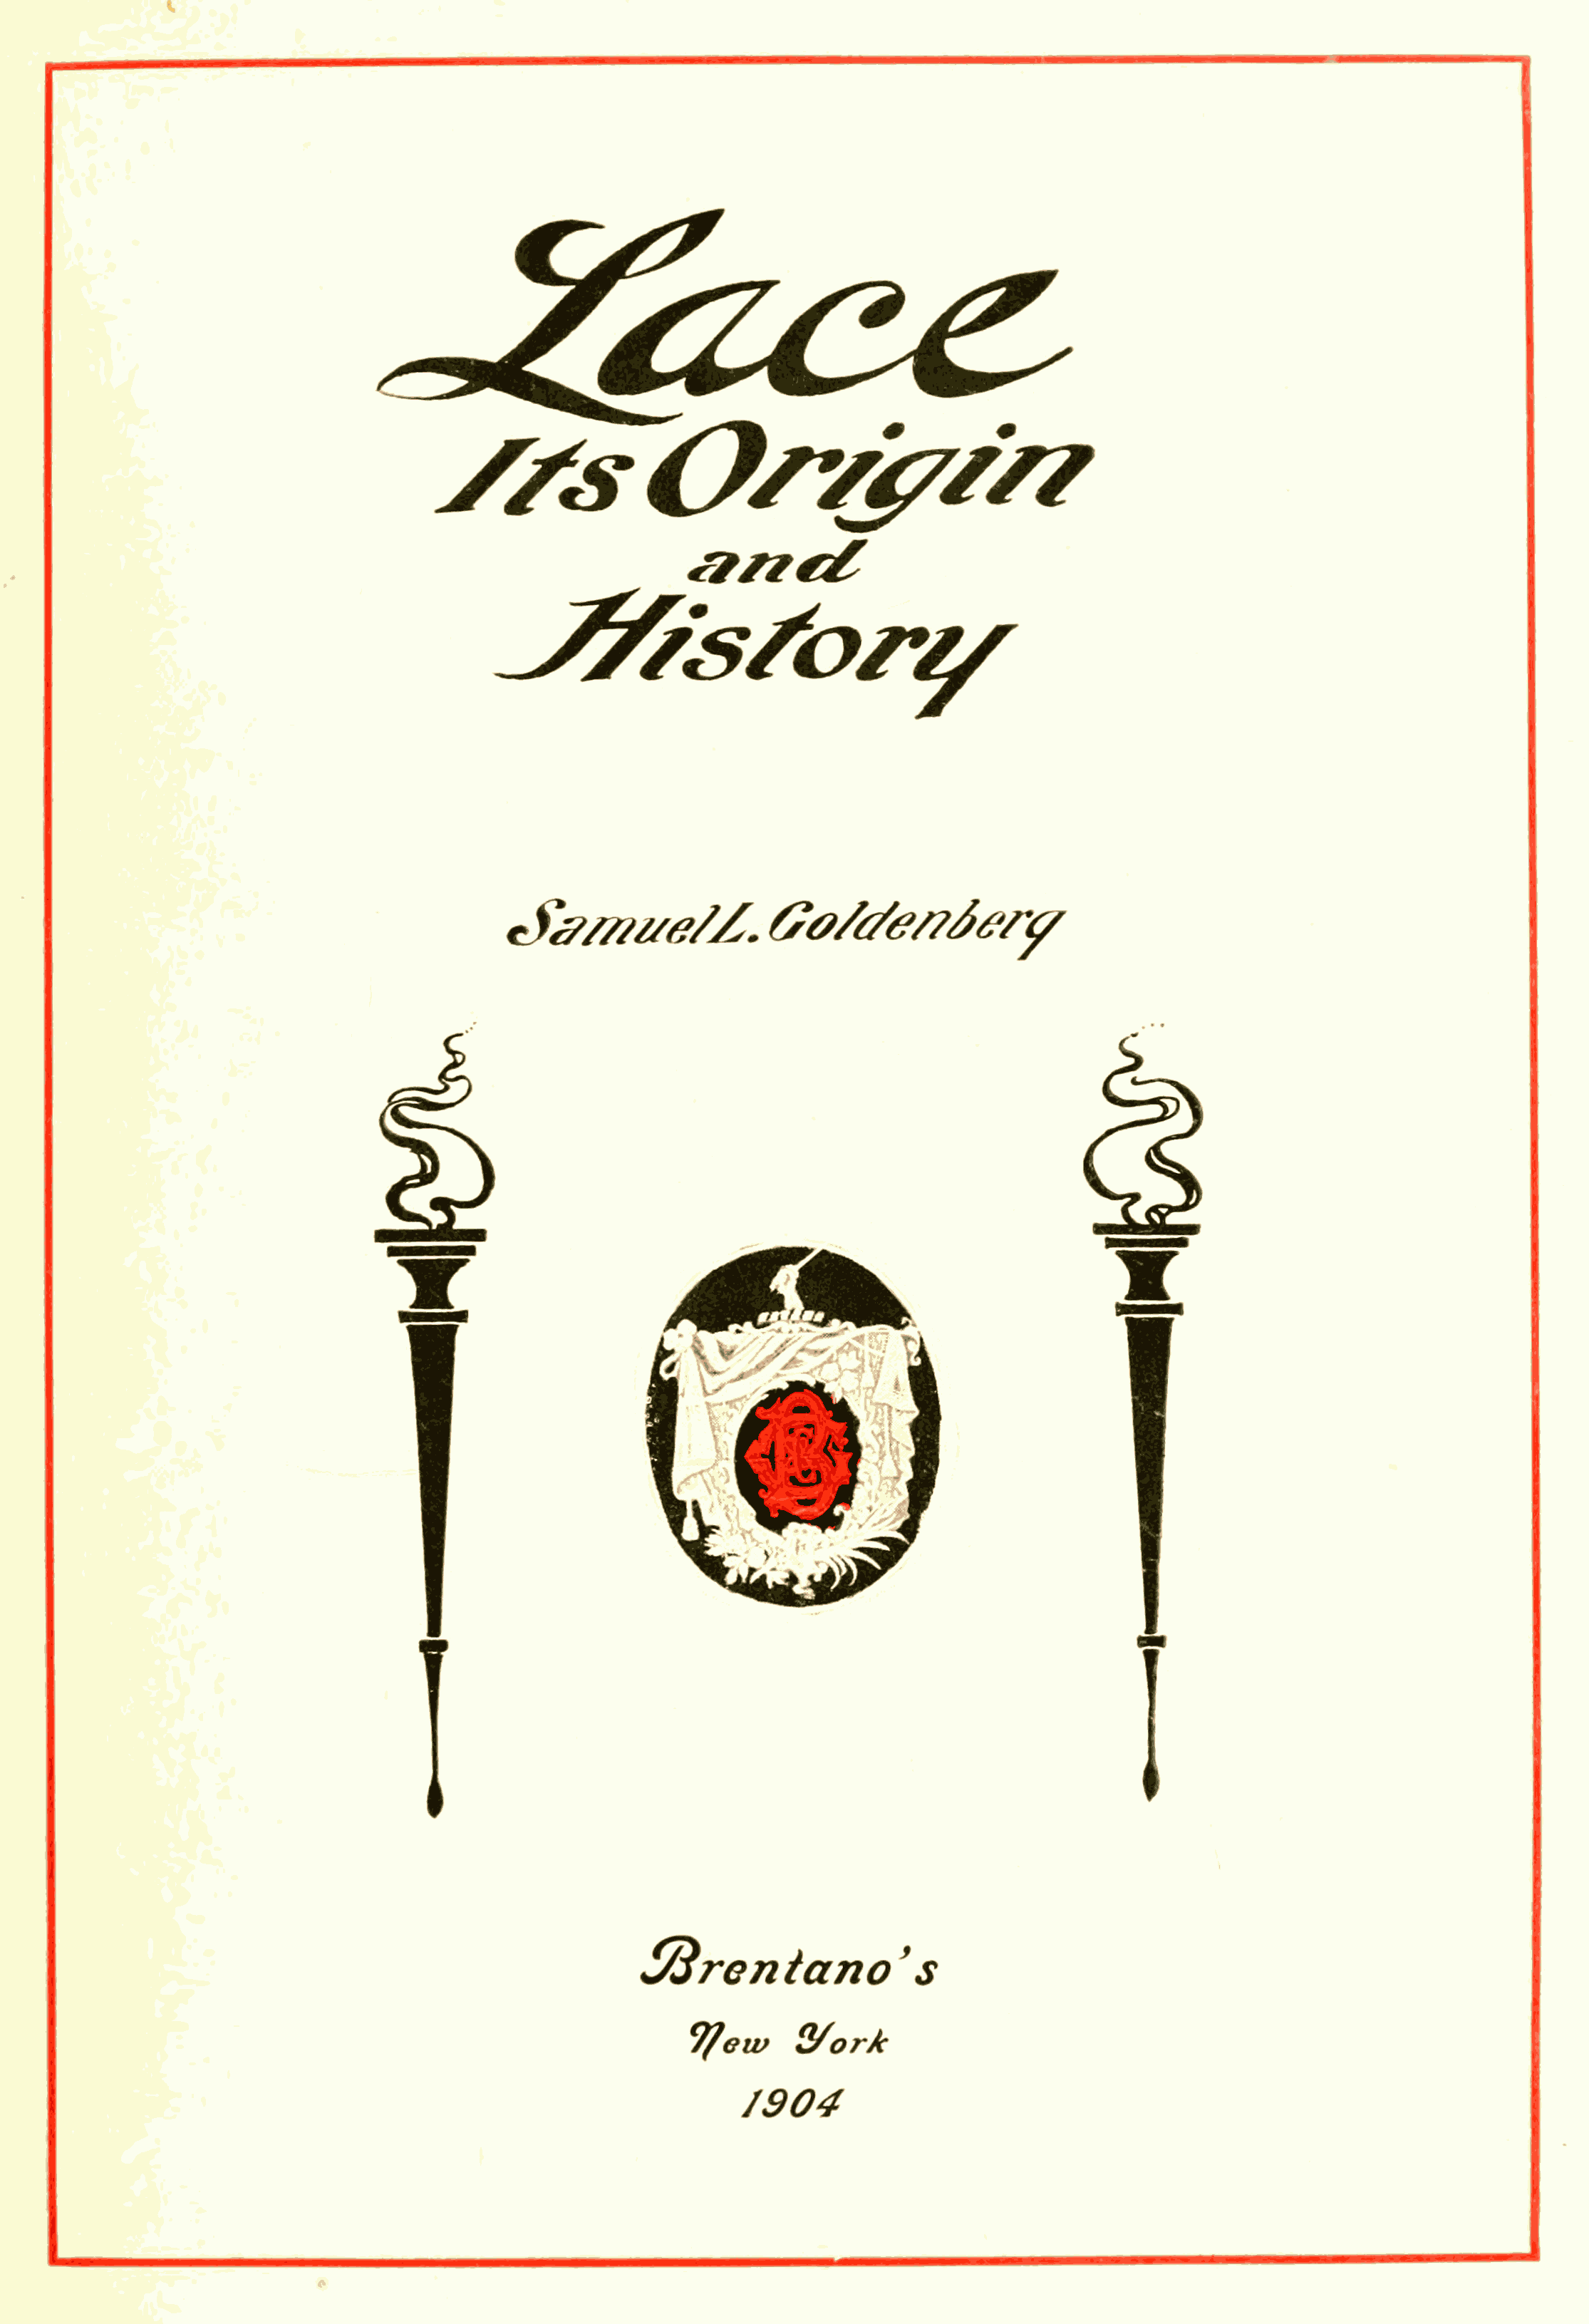 Lace
Its Origin
and
History
Samuel L. Goldenberg
Brentano's
New York
1904